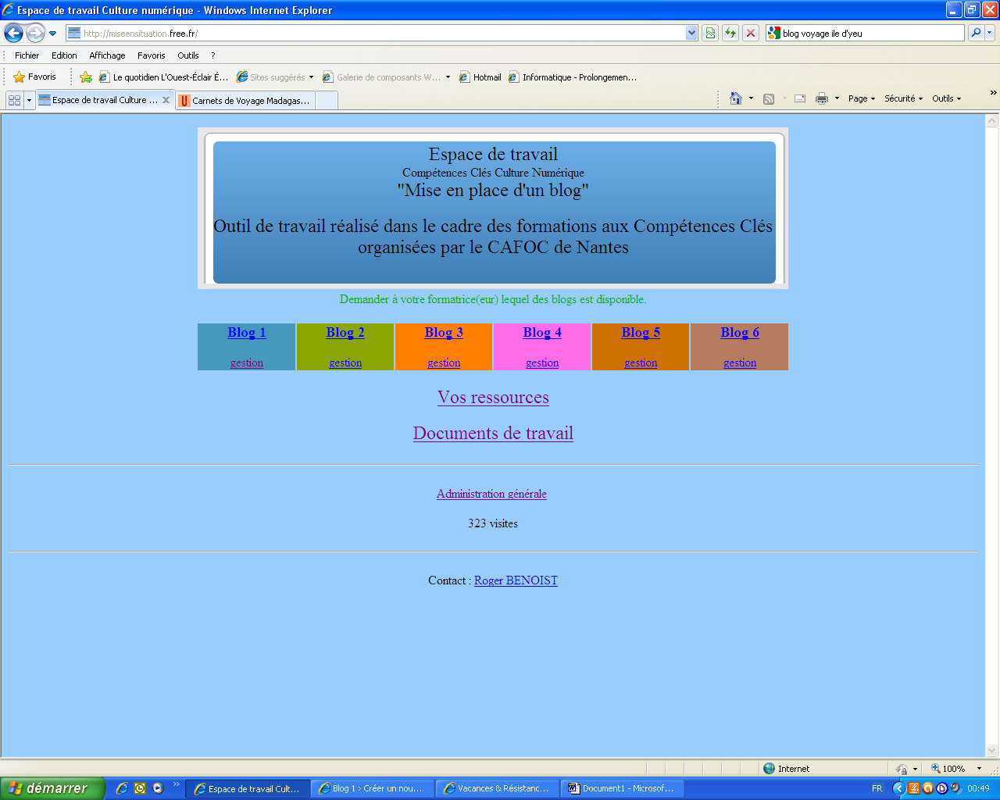 Espace de travail Culture numérique - Windows Internet Explorer
http://miseensituation.free.fr/
blog voyage ile d'yeu
Fichier Edition Affichage Favoris Outils ?
Favoris Le quotidien L'Ouest-Éclair É... Sites suggérés Galerie de composants W... Hotmail Informatique - Prolongemen...
Espace de travail Culture ... Carnets de Voyage Madagas... Page Sécurité Outils
Espace de travail
Compétences Clés Culture Numérique
"Mise en place d'un blog"
Outil de travail réalisé dans le cadre des formations aux Compétences Clés
organisées par le CAFOC de Nantes
Demander à votre formatrice(eur) lequel des blogs est disponible.
Blog 1 Blog 2 Blog 3 Blog 4 Blog 5 Blog 6
gestion gestion gestion gestion gestion gestion
Vos ressources
Documents de travail
Administration générale
323 visites
Contact : Roger BENOIST
Internet 100%
démarrer Espace de travail Cult... Blog 1 › Créer un nou... Vacances & Résistanc... Document1 - Microsof... FR 00:49